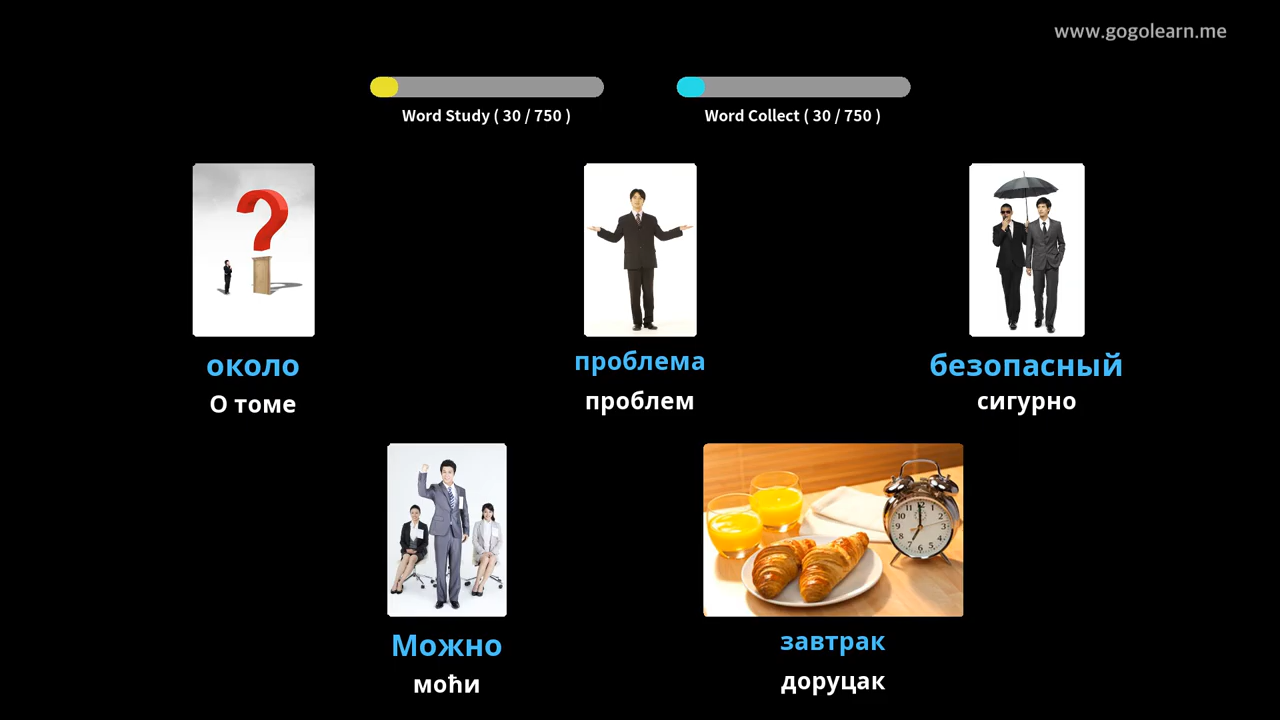 www.gogolearn.me
Word Study ( 30 / 750 )
Word Collect ( 30 / 750 )
около
О томе
проблема
проблем
безопасный
сигурно
Можно
моћи
завтрак
доруцак